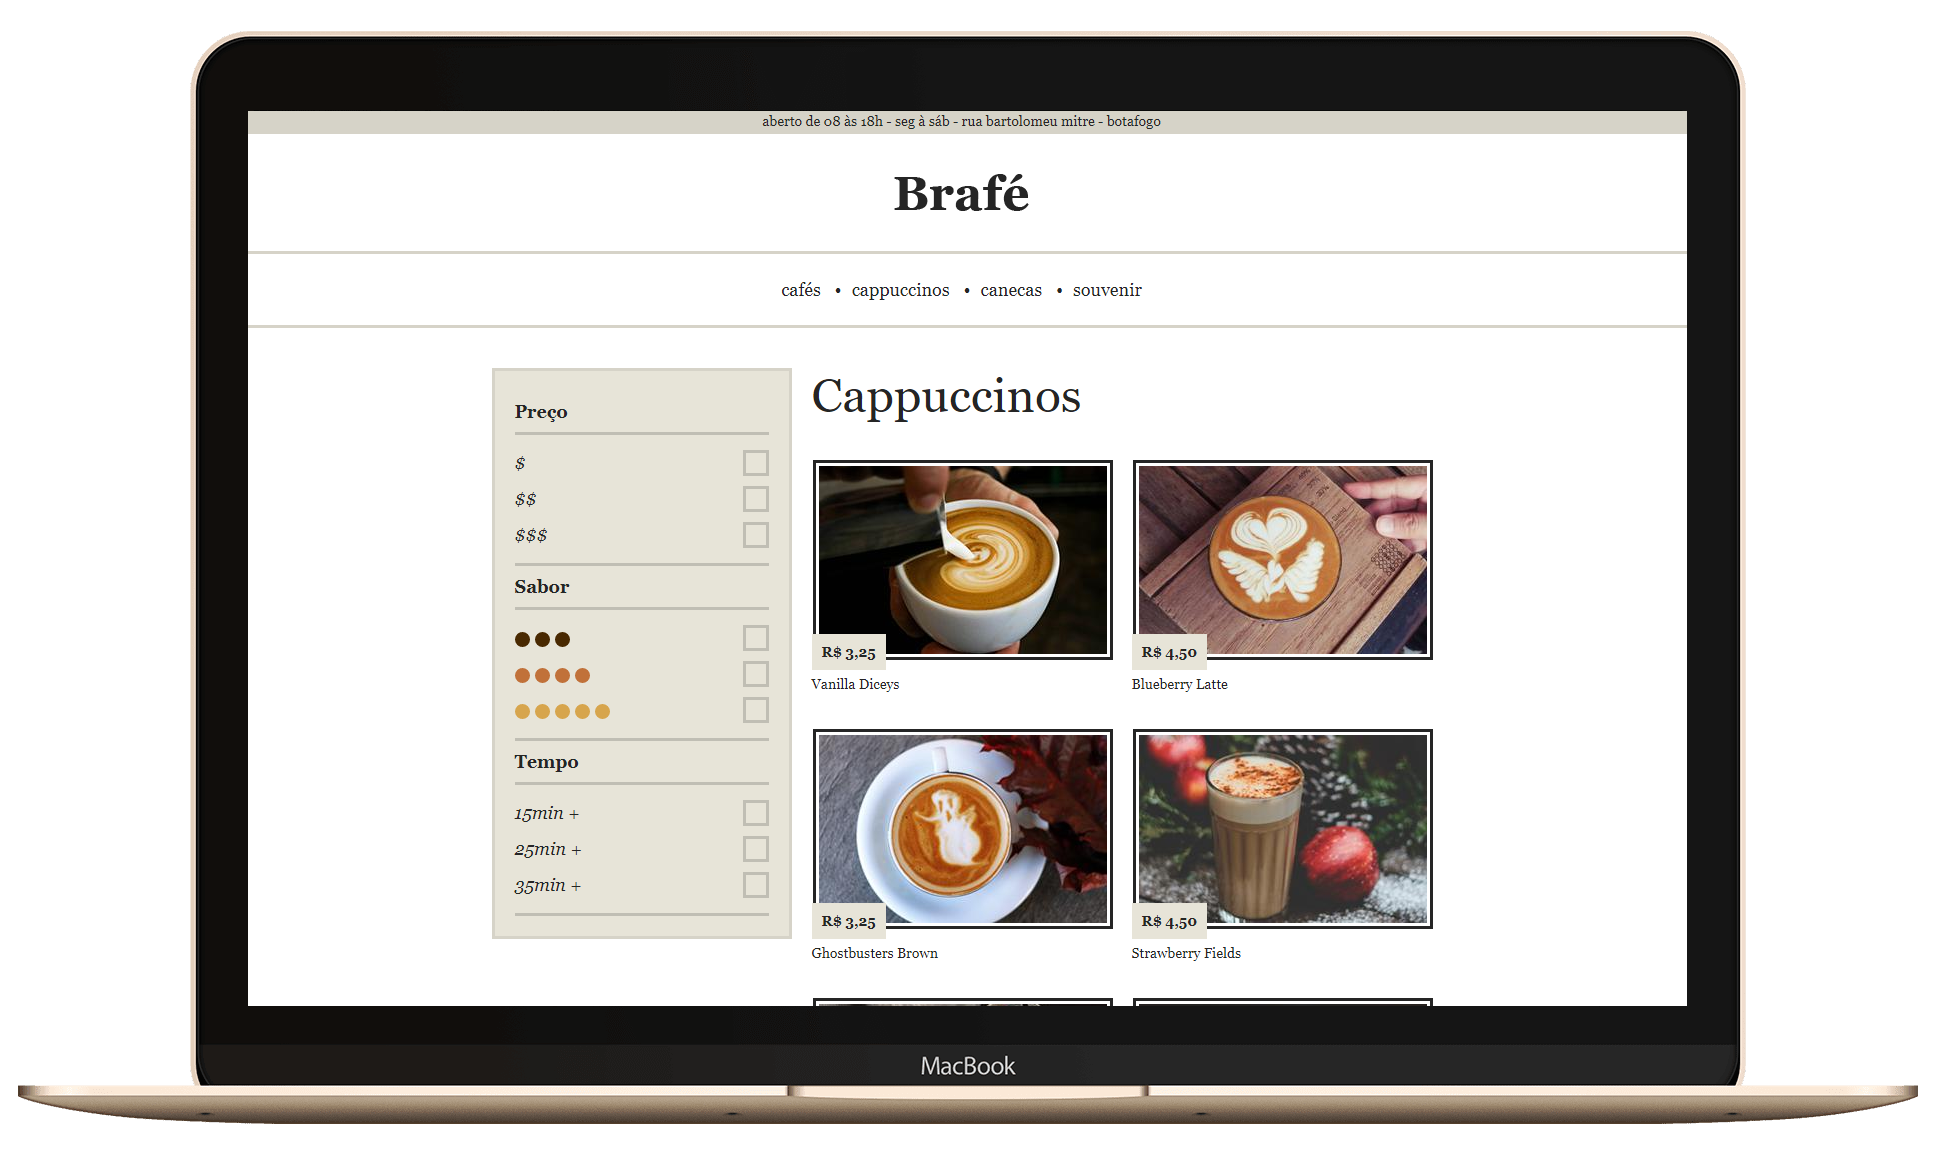 aberto de 08 às 18h - seg à sáb - rua bartolomeu mitre - botafogo
Brafé
cafés • cappuccinos • canecas • souvenir
Preço
$
$$
$$$
Sabor
Tempo
15min +
25min +
35min +
Cappuccinos
R$ 3,25
Vanilla Diceys
R$ 4,50
Blueberry Latte
R$ 3,25
Ghostbusters Brown
R$ 4,50
Strawberry Fields
MacBook